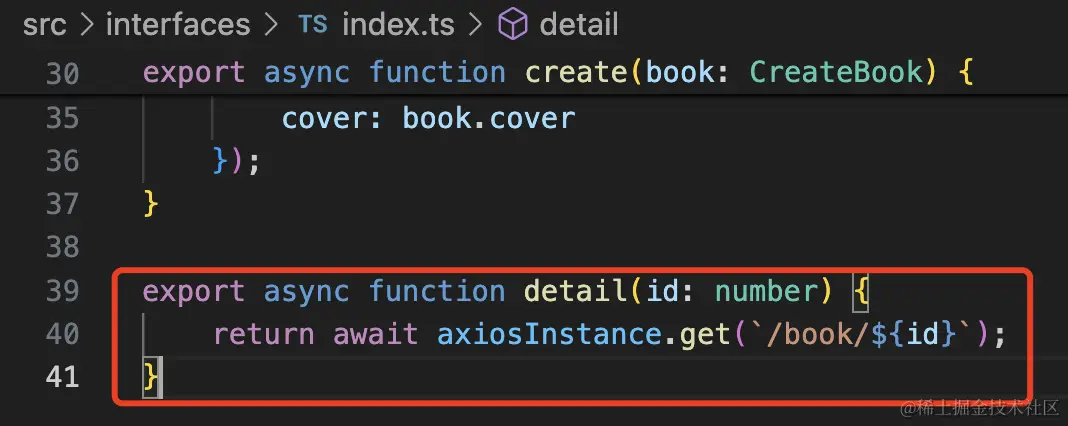 src > interfaces > TS index.ts > detail
30 export async function create(book: CreateBook) {
35 cover: book.cover
36 });
37 }
38
39 export async function detail(id: number) {
40 return await axiosInstance.get(`/book/${id}`);
41 }
@稀土掘金技术社区